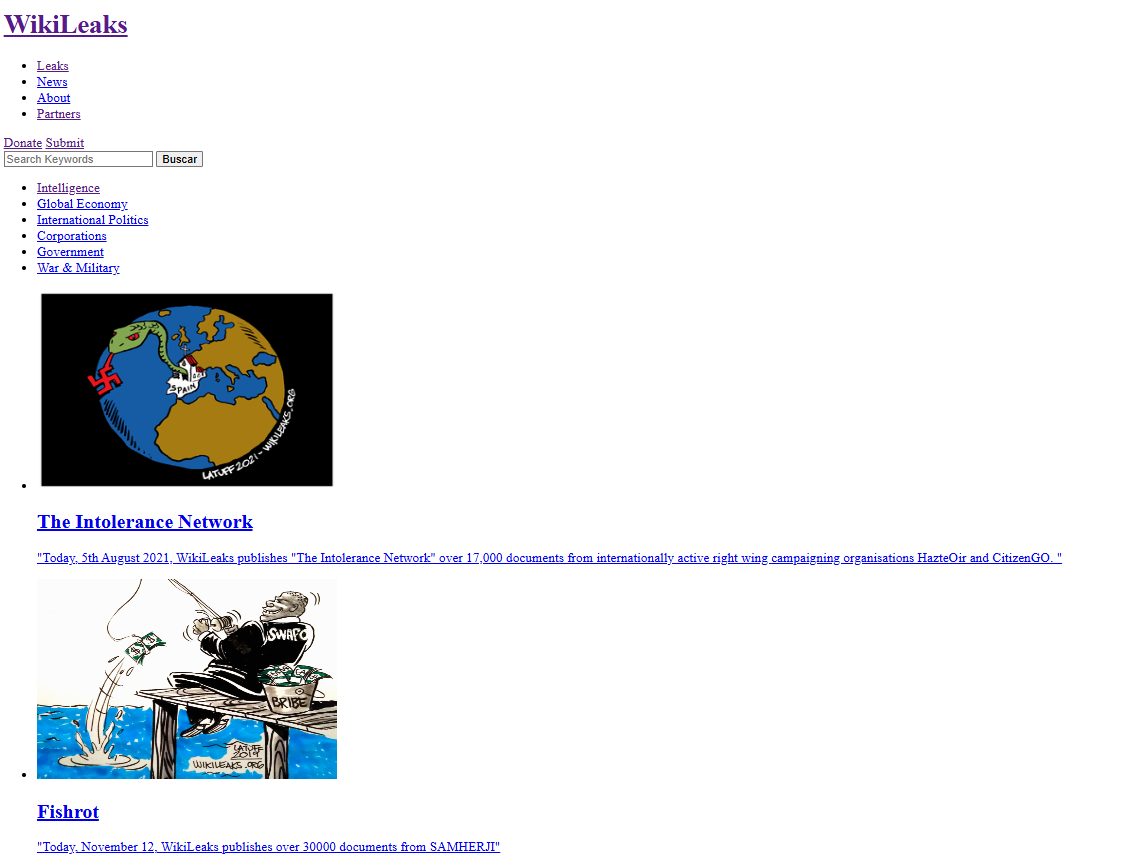 WikiLeaks
Leaks
News
About
Partners
Donate Submit
Search Keywords Buscar
Intelligence
Global Economy
International Politics
Corporations
Government
War & Military
SPAIN
LATUFF 2021 - WIKILEAKS.ORG
The Intolerance Network
"Today, 5th August 2021, WikiLeaks publishes "The Intolerance Network" over 17,000 documents from internationally active right wing campaigning organisations HazteOir and CitizenGO. "
SWAPO
BRIBE
LATUFF
2019
WIKILEAKS.ORG
Fishrot
"Today, November 12, WikiLeaks publishes over 30000 documents from SAMHERJI"